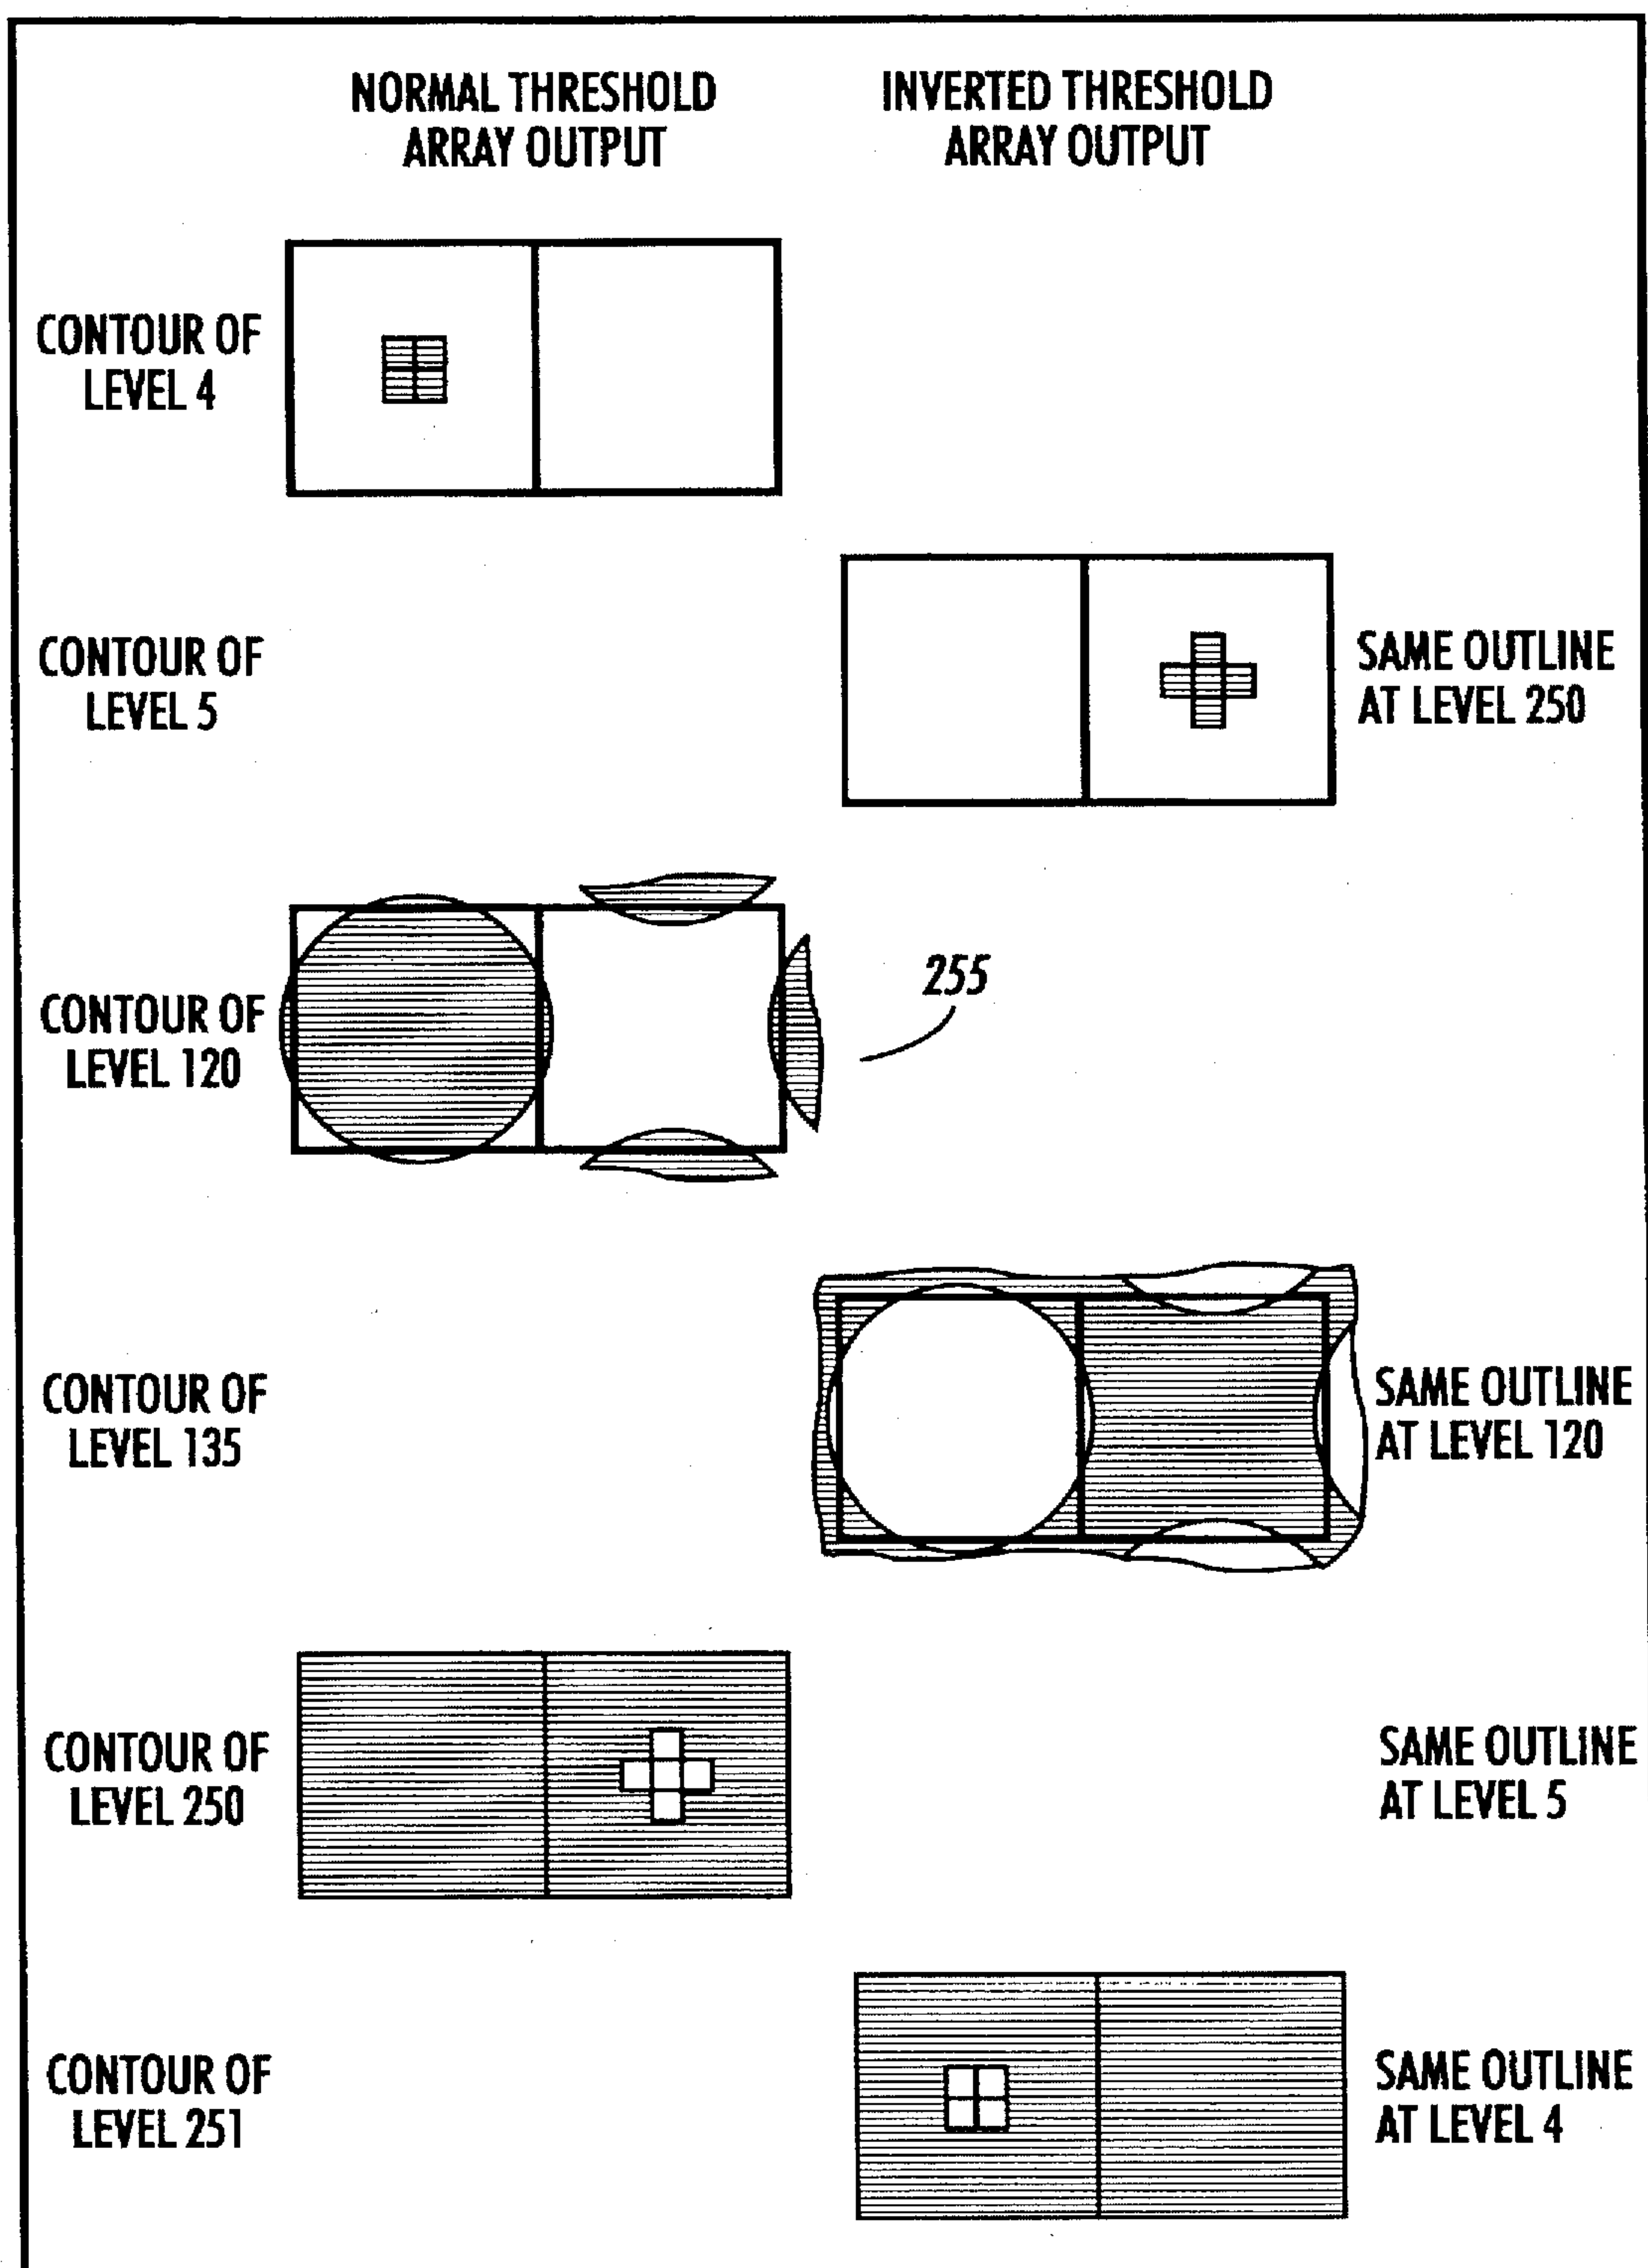 NORMAL THRESHOLD
ARRAY OUTPUT
INVERTED THRESHOLD
ARRAY OUTPUT
CONTOUR OF
LEVEL 4
CONTOUR OF
LEVEL 5
SAME OUTLINE
AT LEVEL 250
CONTOUR OF
LEVEL 120
255
CONTOUR OF
LEVEL 135
SAME OUTLINE
AT LEVEL 120
CONTOUR OF
LEVEL 250
SAME OUTLINE
AT LEVEL 5
CONTOUR OF
LEVEL 251
SAME OUTLINE
AT LEVEL 4